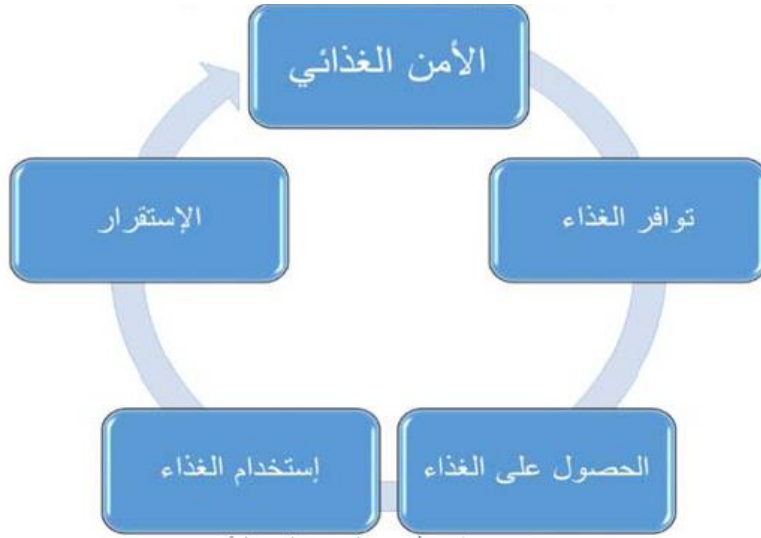 الأمن الغذائي
توافر الغذاء
الحصول على الغذاء
إستخدام الغذاء
الإستقرار